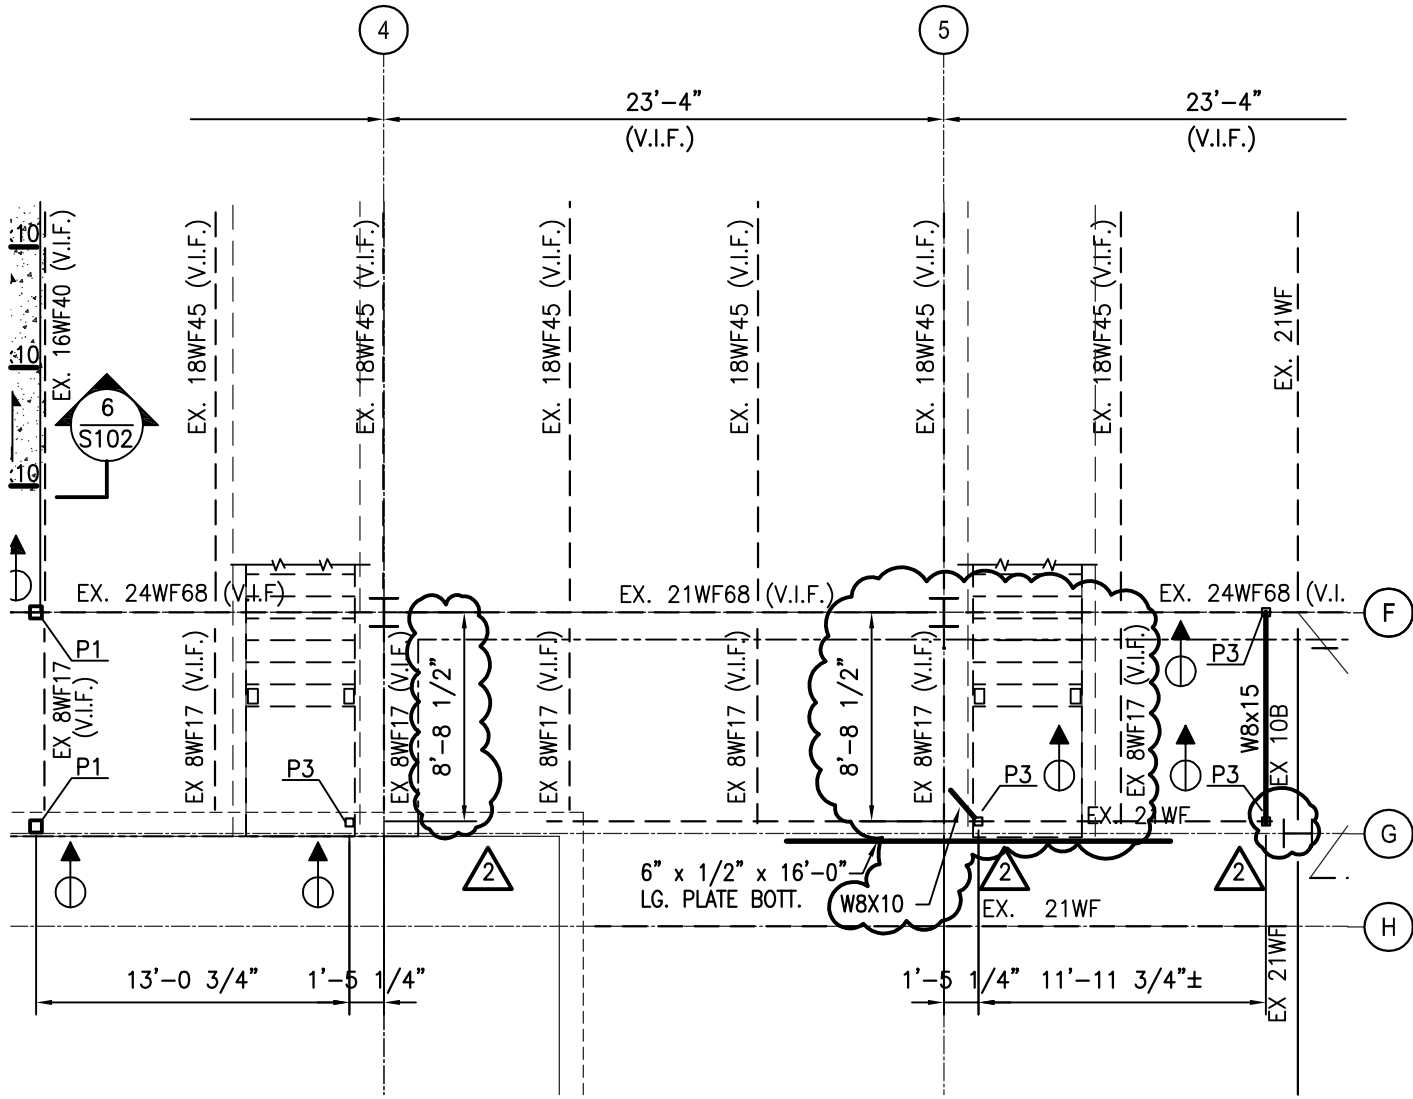 4
5
23'-4"
(V.I.F.)
23'-4"
(V.I.F.)
10
10
10
EX. 16WF40 (V.I.F.)
EX. 18WF45 (V.I.F.)
EX. 18WF45 (V.I.F.)
EX. 18WF45 (V.I.F.)
EX. 18WF45 (V.I.F.)
EX. 18WF45 (V.I.F.)
EX. 18WF45 (V.I.F.)
EX. 21WF
6
S102
EX. 24WF68 (V.I.F)
EX. 21WF68 (V.I.F.)
EX. 24WF68 (V.I.
F
P1
EX 8WF17
(V.I.F.)
EX 8WF17 (V.I.F.)
EX 8WF17 (V.I.F.)
8'-8 1/2"
EX 8WF17 (V.I.F.)
EX 8WF17 (V.I.F.)
8'-8 1/2"
EX 8WF17 (V.I.F.)
EX 8WF17 (V.I.F.)
P3
W8x15
EX 10B
P1
P3
P3
P3
EX. 21WF
G
2
6" x 1/2" x 16'-0"
LG. PLATE BOTT.
W8X10
2
2
EX. 21WF
H
EX 21WF
13'-0 3/4"
1'-5 1/4"
1'-5 1/4"
11'-11 3/4"±